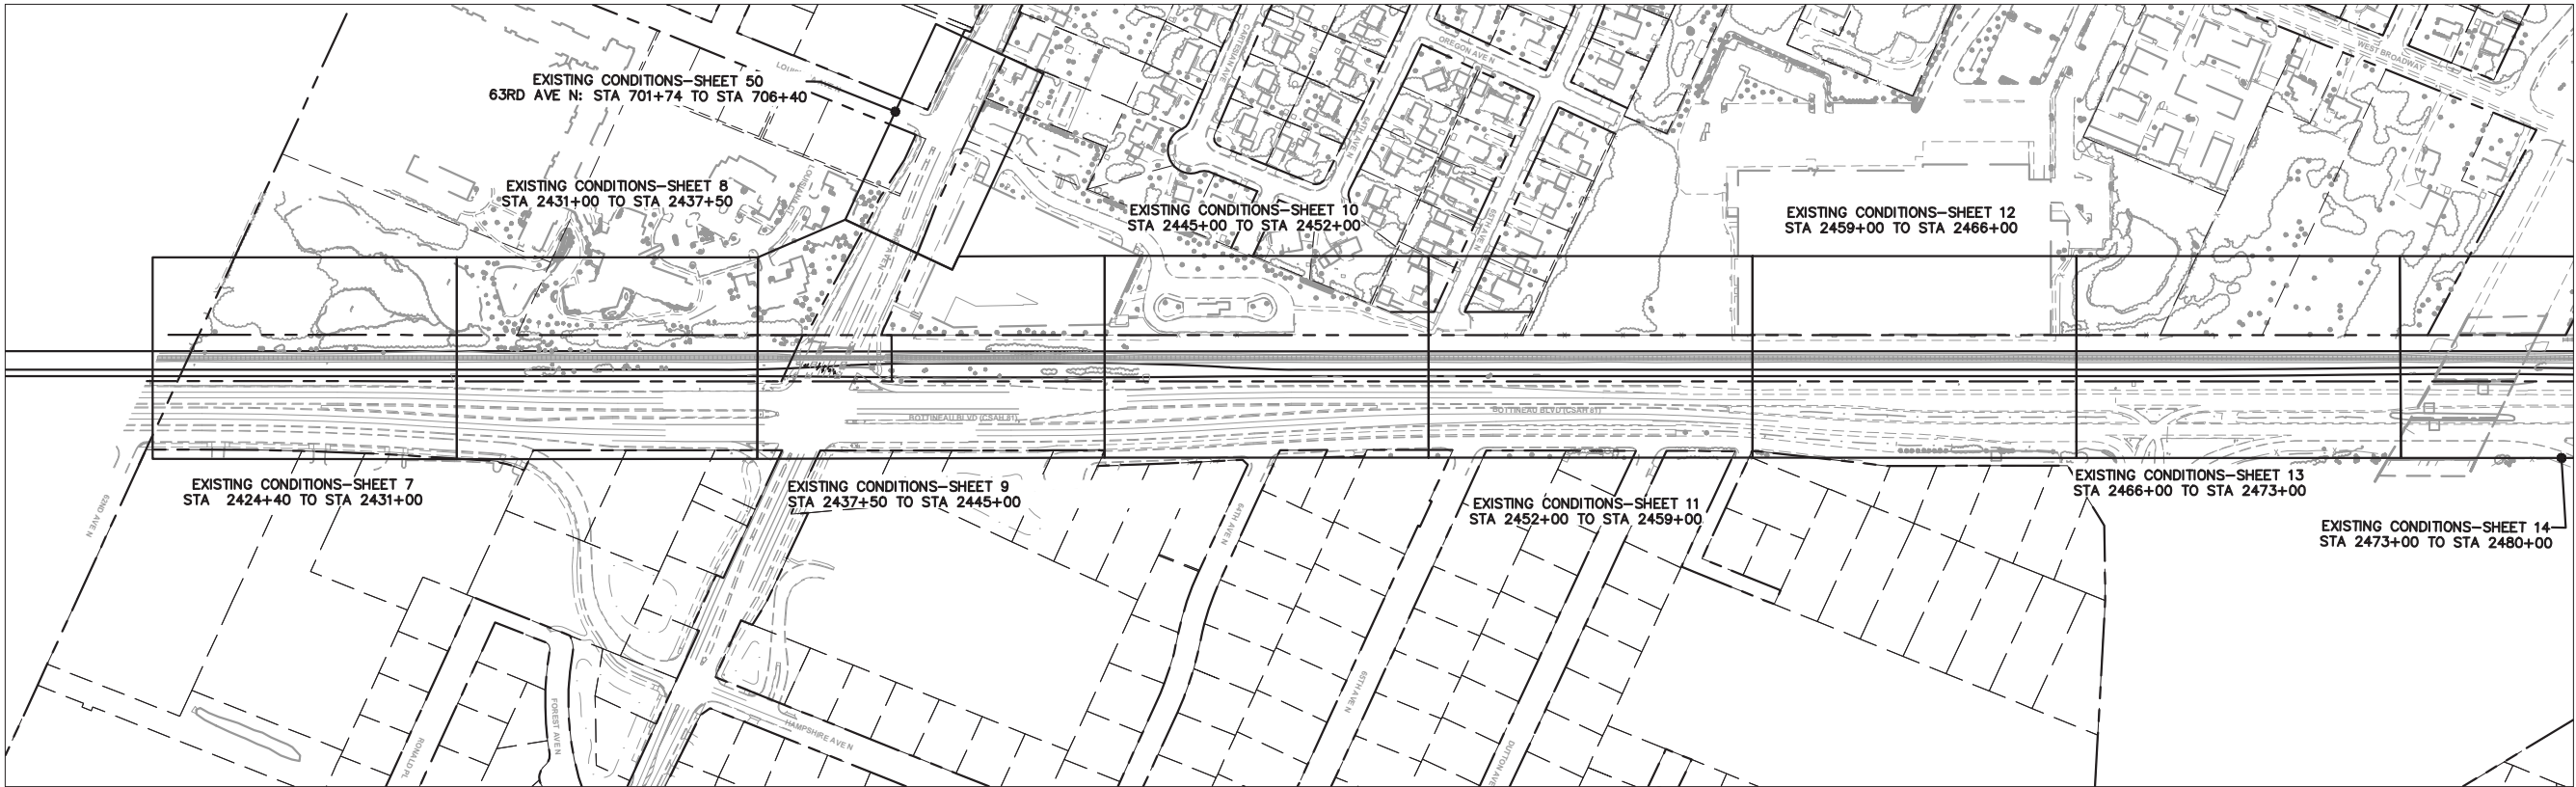 EXISTING CONDITIONS-SHEET 50
63RD AVE N: STA 701+74 TO STA 706+40
EXISTING CONDITIONS-SHEET 8
STA 2431+00 TO STA 2437+50
EXISTING CONDITIONS-SHEET 10
STA 2445+00 TO STA 2452+00
EXISTING CONDITIONS-SHEET 12
STA 2459+00 TO STA 2466+00
OREGON AVE N
WEST BROADWAY
LOUISIANA CT
64TH AVE N
65TH AVE N
BOTTINEAU BLVD (CSAH 81)
BOTTINEAU BLVD (CSAH 81)
EXISTING CONDITIONS-SHEET 7
STA 2424+40 TO STA 2431+00
EXISTING CONDITIONS-SHEET 9
STA 2437+50 TO STA 2445+00
EXISTING CONDITIONS-SHEET 11
STA 2452+00 TO STA 2459+00
EXISTING CONDITIONS-SHEET 13
STA 2466+00 TO STA 2473+00
EXISTING CONDITIONS-SHEET 14
STA 2473+00 TO STA 2480+00
62ND AVE N
64TH AVE N
65TH AVE N
RONALD PL
FOREST AVE N
HAMPSHIRE AVE N
DUTTON AVE